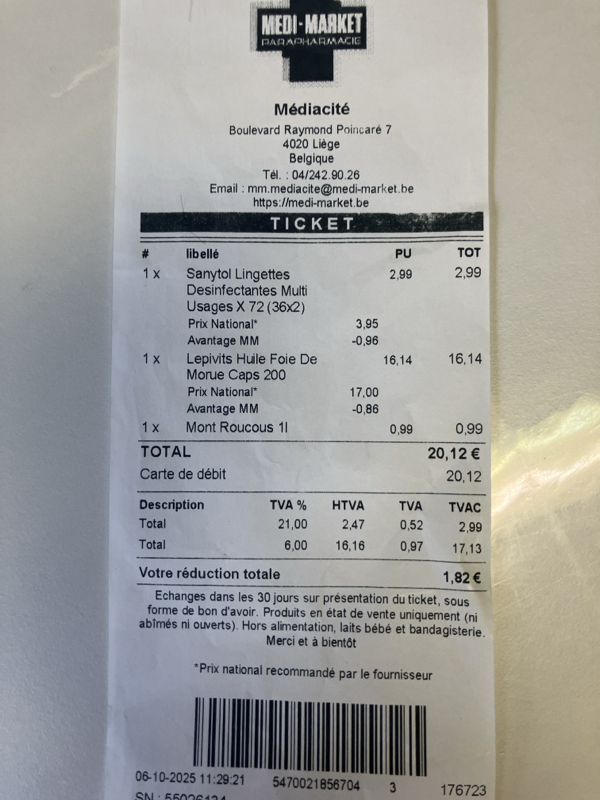 MEDI-MARKET
PARAPHARMACIE
Médiacité
Boulevard Raymond Poincaré 7
4020 Liège
Belgique
Tél. : 04/242.90.26
Email : mm.mediacite@medi-market.be
https://medi-market.be
TICKET
# libellé PU TOT
1 x Sanytol Lingettes 2,99 2,99
Desinfectantes Multi
Usages X 72 (36x2)
Prix National* 3,95
Avantage MM -0,96
1 x Lepivits Huile Foie De 16,14 16,14
Morue Caps 200
Prix National* 17,00
Avantage MM -0,86
1 x Mont Roucous 1l 0,99 0,99
TOTAL 20,12 €
Carte de débit 20,12
Description TVA % HTVA TVA TVAC
Total 21,00 2,47 0,52 2,99
Total 6,00 16,16 0,97 17,13
Votre réduction totale 1,82 €
Echanges dans les 30 jours sur présentation du ticket, sous
forme de bon d'avoir. Produits en état de vente uniquement (ni
abîmés ni ouverts). Hors alimentation, laits bébé et bandagisterie.
Merci et à bientôt
*Prix national recommandé par le fournisseur
06-10-2025 11:29:21 5470021856704 3 176723